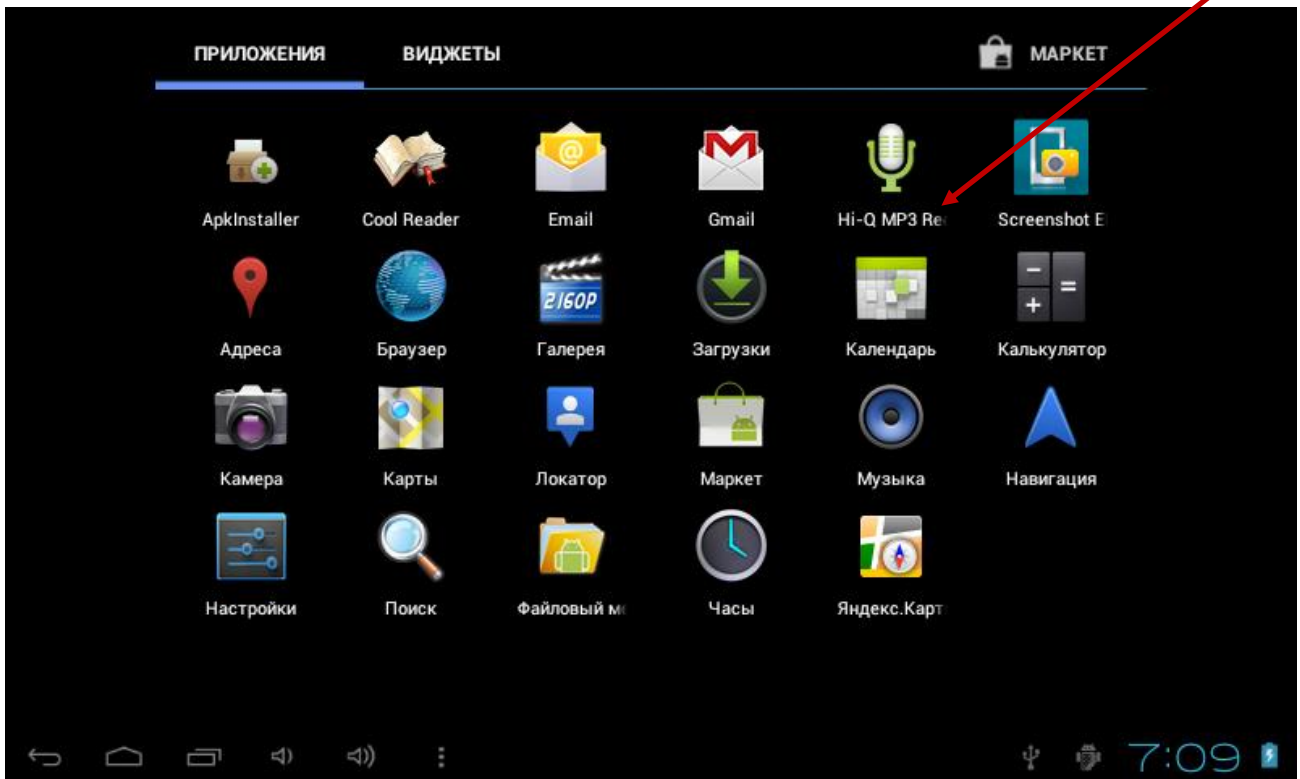 ПРИЛОЖЕНИЯ ВИДЖЕТЫ МАРКЕТ
2160P
ApkInstaller Cool Reader Email Gmail Hi-Q MP3 Re Screenshot E
Адреса Браузер Галерея Загрузки Календарь Калькулятор
Камера Карты Локатор Маркет Музыка Навигация
Настройки Поиск Файловый м Часы Яндекс.Карт
7:09